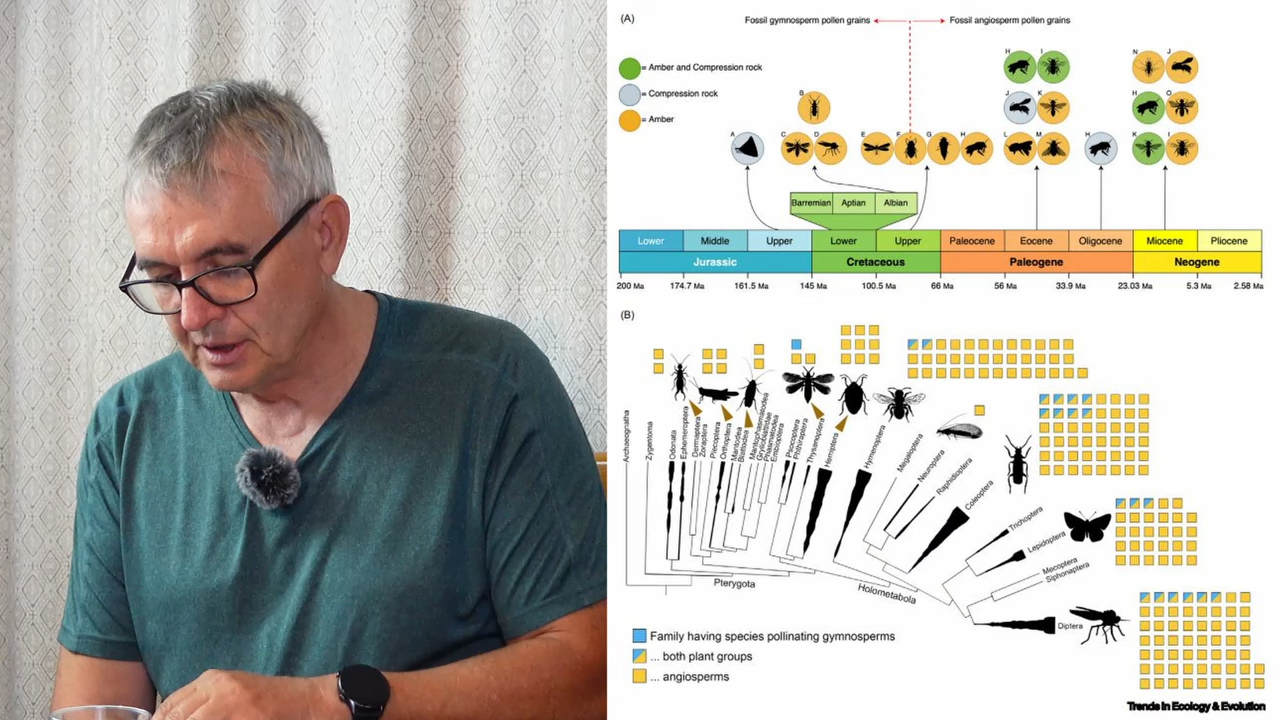 (A)
Fossil gymnosperm pollen grains
Fossil angiosperm pollen grains
= Amber and Compression rock
= Compression rock
= Amber
H I N J
J K H O
B
A C D E F G H L M H K I
Barremian Aptian Albian
Lower Middle Upper Lower Upper Paleocene Eocene Oligocene Miocene Pliocene
Jurassic Cretaceous Paleogene Neogene
200 Ma 174.7 Ma 161.5 Ma 145 Ma 100.5 Ma 66 Ma 56 Ma 33.9 Ma 23.03 Ma 5.3 Ma 2.58 Ma
(B)
Archaeognatha
Zygentoma
Odonata
Ephemeroptera
Dermaptera
Zoraptera
Plecoptera
Orthoptera
Mantodea
Blattodea
Mantophasmatodea
Grylloblattidae
Phasmatodea
Embioptera
Psocoptera
Phthiraptera
Thysanoptera
Hemiptera
Hymenoptera
Megaloptera
Neuroptera
Raphidioptera
Coleoptera
Trichoptera
Lepidoptera
Mecoptera
Siphonaptera
Diptera
Pterygota
Holometabola
Family having species pollinating gymnosperms
... both plant groups
... angiosperms
Trends in Ecology & Evolution